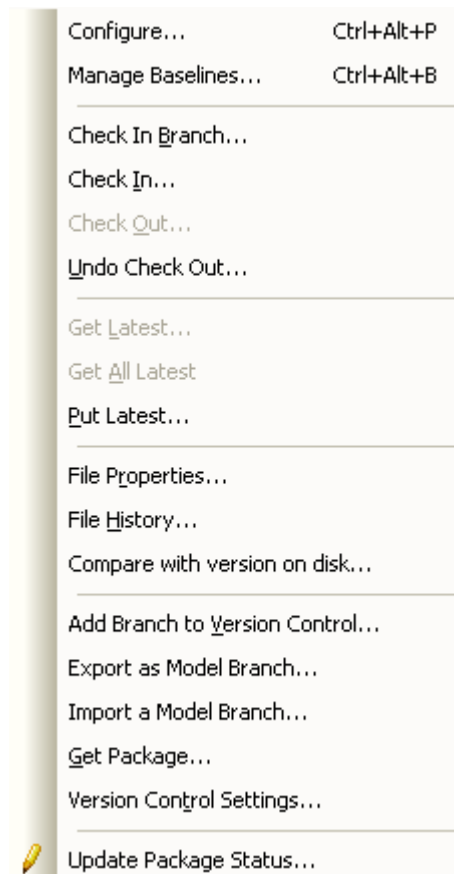 Configure... Ctrl+Alt+P
Manage Baselines... Ctrl+Alt+B
Check In Branch...
Check In...
Check Out...
Undo Check Out...
Get Latest...
Get All Latest
Put Latest...
File Properties...
File History...
Compare with version on disk...
Add Branch to Version Control...
Export as Model Branch...
Import a Model Branch...
Get Package...
Version Control Settings...
Update Package Status...